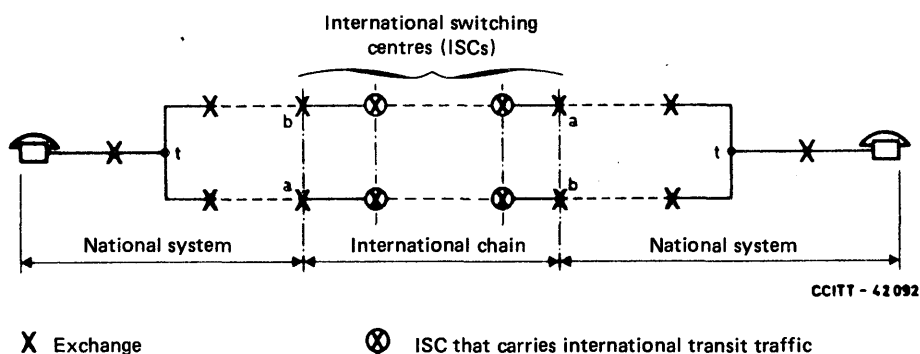 International switching
centres (ISCs)
b a
t t
a b
National system International chain National system
CCITT - 42092
X Exchange ISC that carries international transit traffic